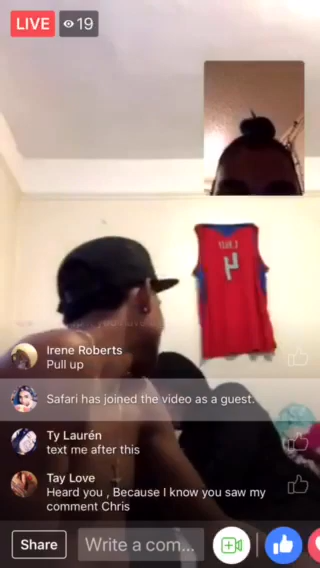 LIVE
19
Irene Roberts
Pull up
Safari has joined the video as a guest.
Ty Laurén
text me after this
Tay Love
Heard you , Because I know you saw my
comment Chris
Share
Write a com...